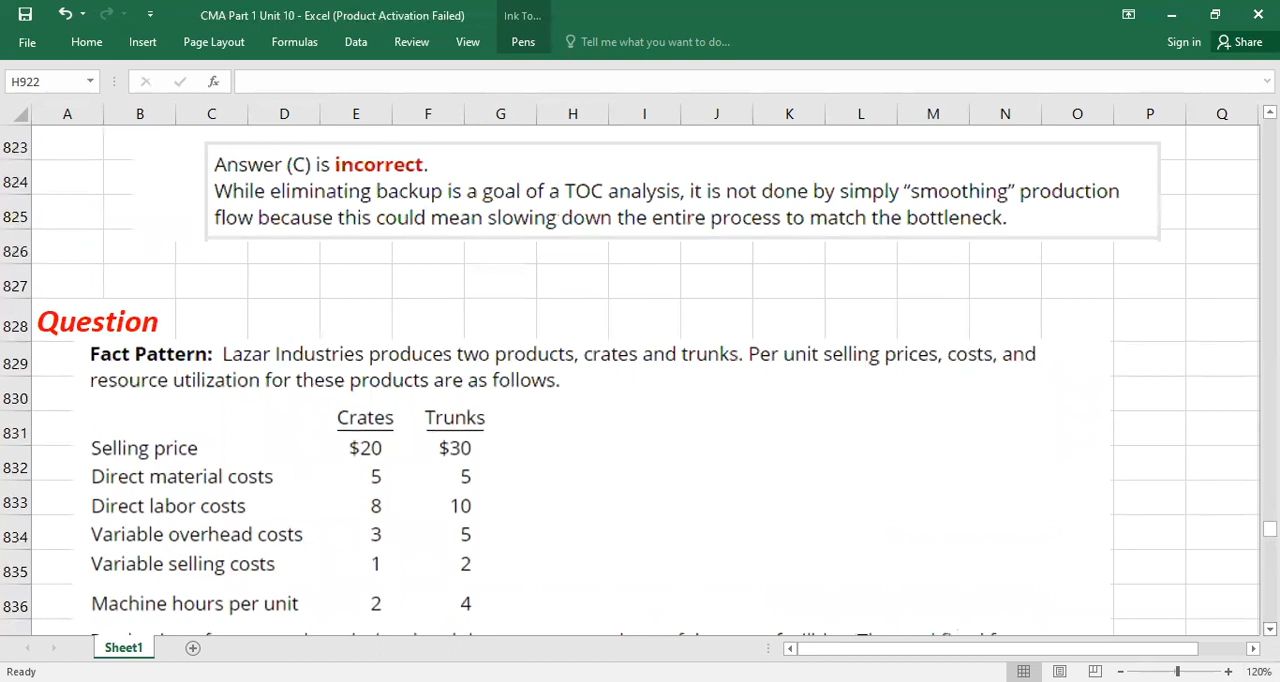 CMA Part 1 Unit 10 - Excel (Product Activation Failed)
Ink To...
File Home Insert Page Layout Formulas Data Review View Pens Tell me what you want to do... Sign in Share
H922 fx
A B C D E F G H I J K L M N O P Q
823
Answer (C) is incorrect.
824
While eliminating backup is a goal of a TOC analysis, it is not done by simply “smoothing” production
825
flow because this could mean slowing down the entire process to match the bottleneck.
826
827
828 Question
829 Fact Pattern: Lazar Industries produces two products, crates and trunks. Per unit selling prices, costs, and
830 resource utilization for these products are as follows.
831 Crates Trunks
832 Selling price $20 $30
833 Direct material costs 5 5
Direct labor costs 8 10
834 Variable overhead costs 3 5
835 Variable selling costs 1 2
836 Machine hours per unit 2 4
Sheet1
Ready 120%